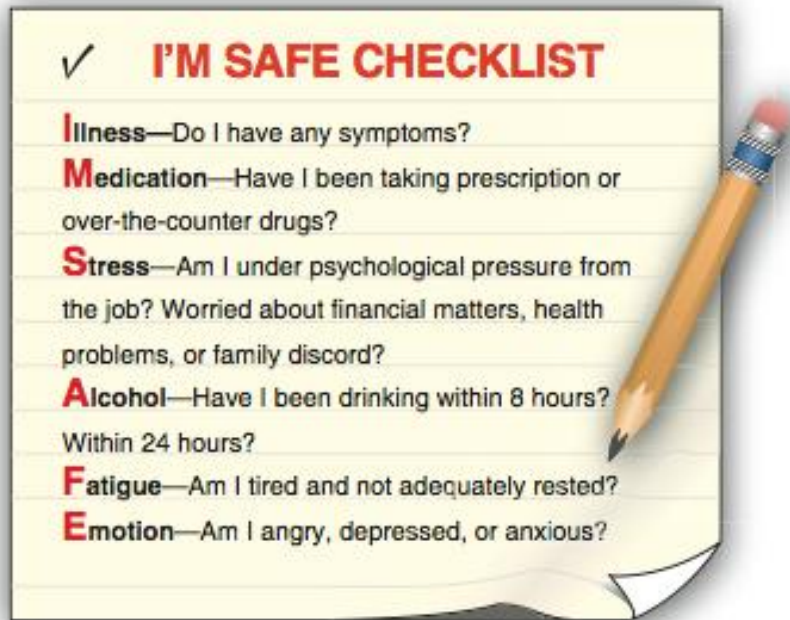 ✓ I'M SAFE CHECKLIST
Illness—Do I have any symptoms?
Medication—Have I been taking prescription or
over-the-counter drugs?
Stress—Am I under psychological pressure from
the job? Worried about financial matters, health
problems, or family discord?
Alcohol—Have I been drinking within 8 hours?
Within 24 hours?
Fatigue—Am I tired and not adequately rested?
Emotion—Am I angry, depressed, or anxious?